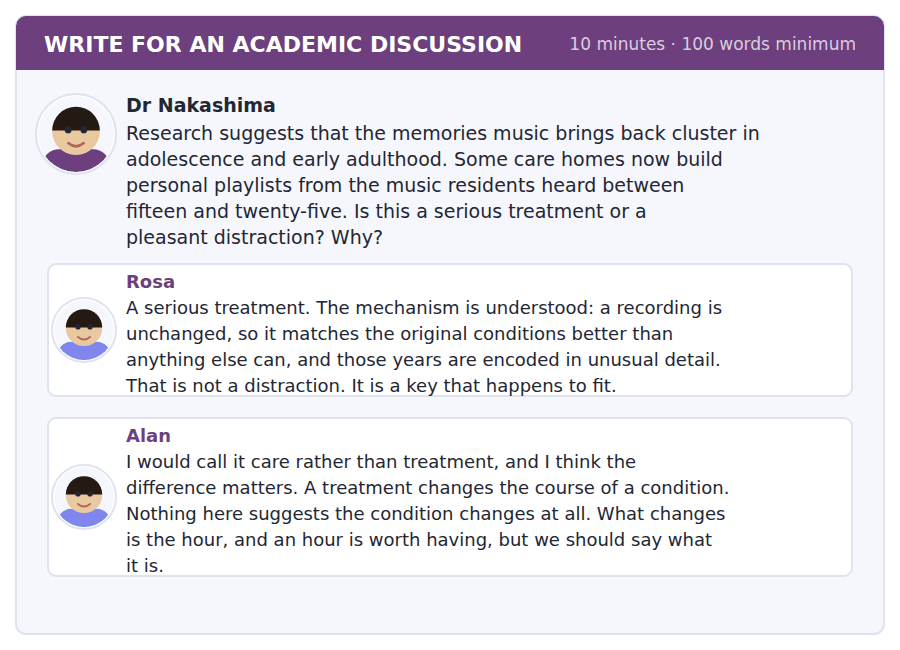 WRITE FOR AN ACADEMIC DISCUSSION
10 minutes · 100 words minimum
Dr Nakashima
Research suggests that the memories music brings back cluster in
adolescence and early adulthood. Some care homes now build
personal playlists from the music residents heard between
fifteen and twenty-five. Is this a serious treatment or a
pleasant distraction? Why?
Rosa
A serious treatment. The mechanism is understood: a recording is
unchanged, so it matches the original conditions better than
anything else can, and those years are encoded in unusual detail.
That is not a distraction. It is a key that happens to fit.
Alan
I would call it care rather than treatment, and I think the
difference matters. A treatment changes the course of a condition.
Nothing here suggests the condition changes at all. What changes
is the hour, and an hour is worth having, but we should say what
it is.